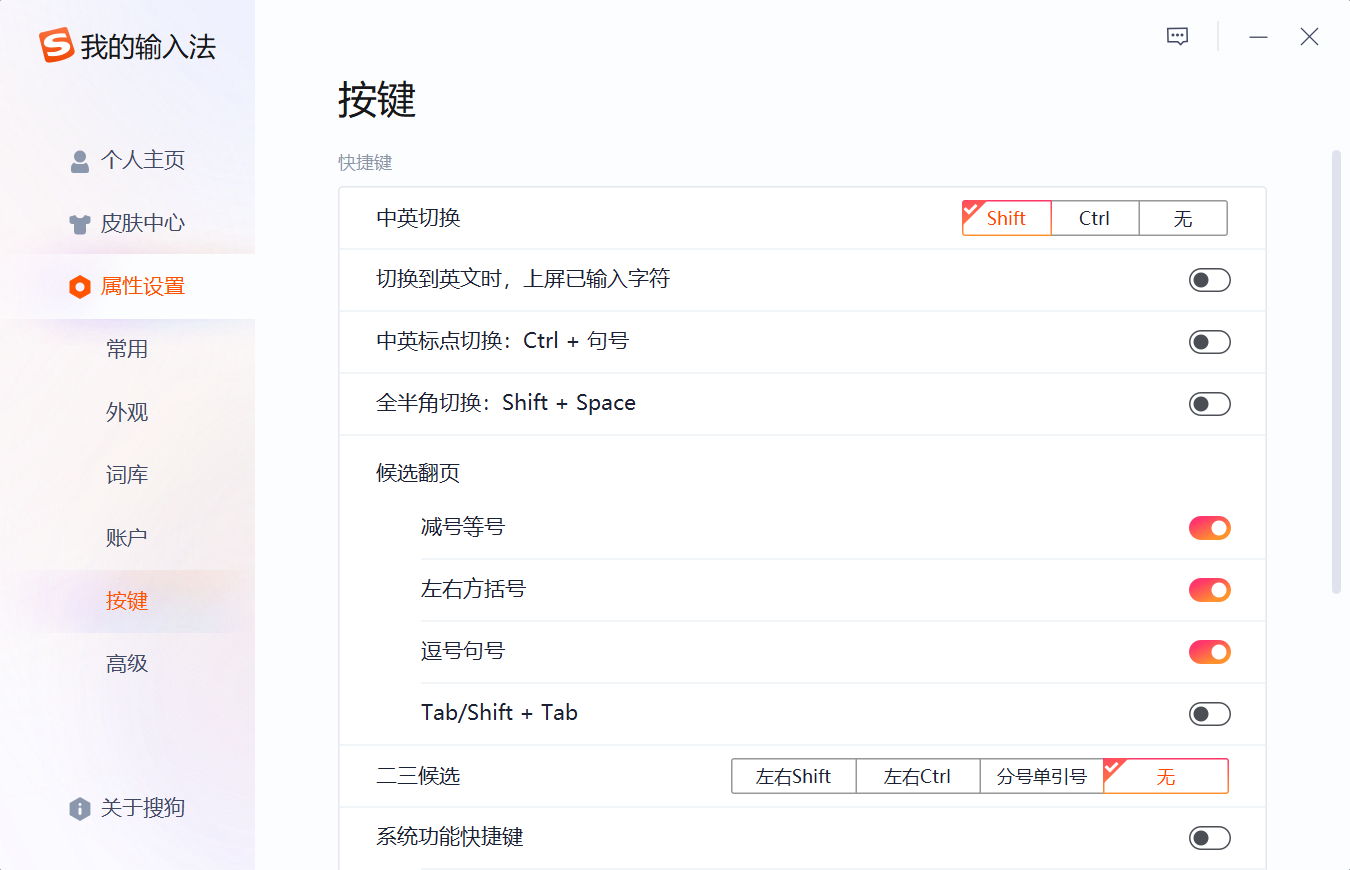 我的输入法
个人主页
皮肤中心
属性设置
常用
外观
词库
账户
按键
高级
关于搜狗
按键
快捷键
中英切换 Shift Ctrl 无
切换到英文时，上屏已输入字符
中英标点切换：Ctrl + 句号
全半角切换：Shift + Space
候选翻页
减号等号
左右方括号
逗号句号
Tab/Shift + Tab
二三候选 左右Shift 左右Ctrl 分号单引号 无
系统功能快捷键